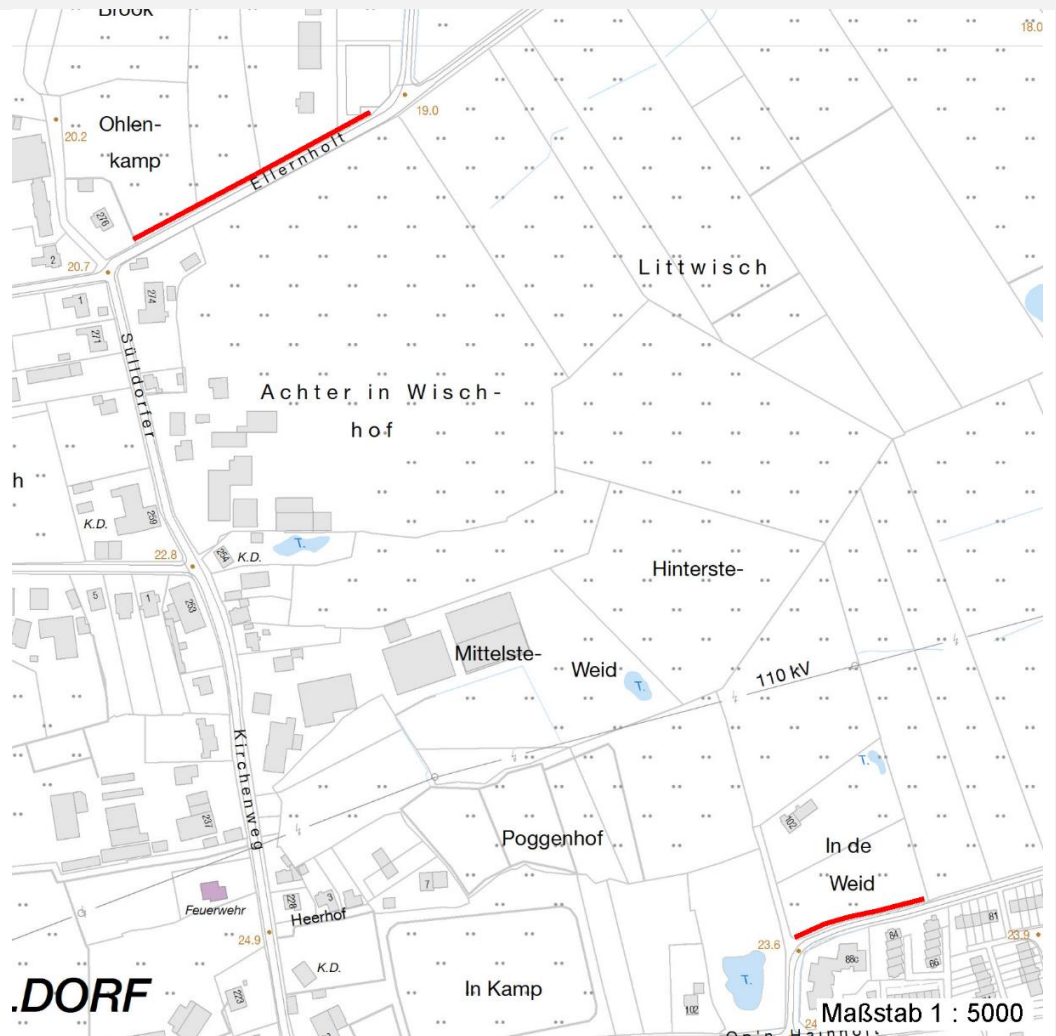 Brook
18.0
19.0
20.2
Ohlen-
kamp
Ellernholt
276
2
20.7
Littwisch
274
1
271
Sülldorfer
Achter in Wisch-
hof
h
259
K.D.
22.8
254
K.D.
T.
Hinterste-
5
1
253
Mittelste-
Weid
T.
110 kV
Kirchenweg
T.
237
102
Poggenhof
In de
Weid
7
Feuerwehr
228
3
Heerhof
24.9
81
23.6
64
66
23.9
88c
K.D.
.DORF
223
In Kamp
T.
102
Maßstab 1 : 5000